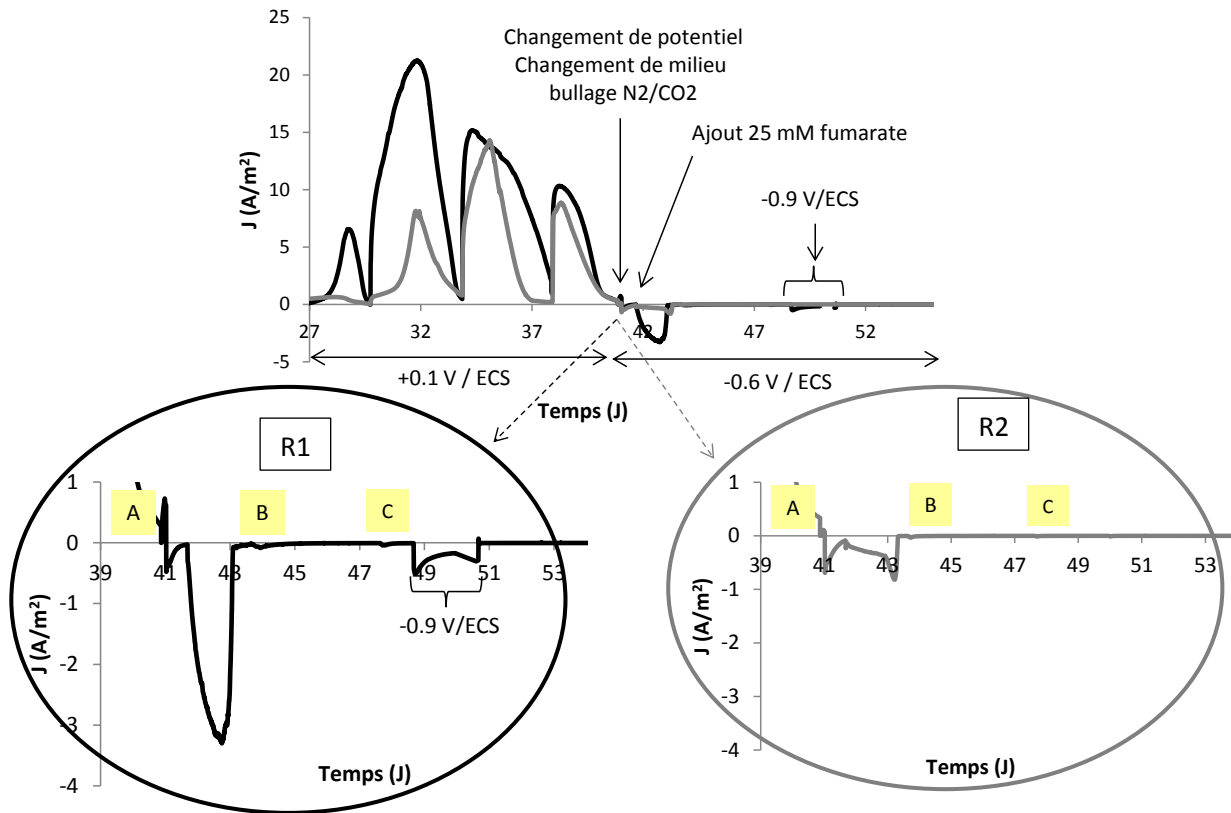 25
20
15
10
5
0
-5
J (A/m²)
27
32
37
42
47
52
Changement de potentiel
Changement de milieu
bullage N2/CO2
Ajout 25 mM fumarate
-0.9 V/ECS
+0.1 V / ECS
-0.6 V / ECS
Temps (J)
R1
1
0
-1
-2
-3
-4
J (A/m²)
A
B
C
39
41
43
45
47
49
51
53
-0.9 V/ECS
Temps (J)
R2
1
0
-1
-2
-3
-4
J (A/m²)
A
B
C
39
41
43
45
47
49
51
53
Temps (J)